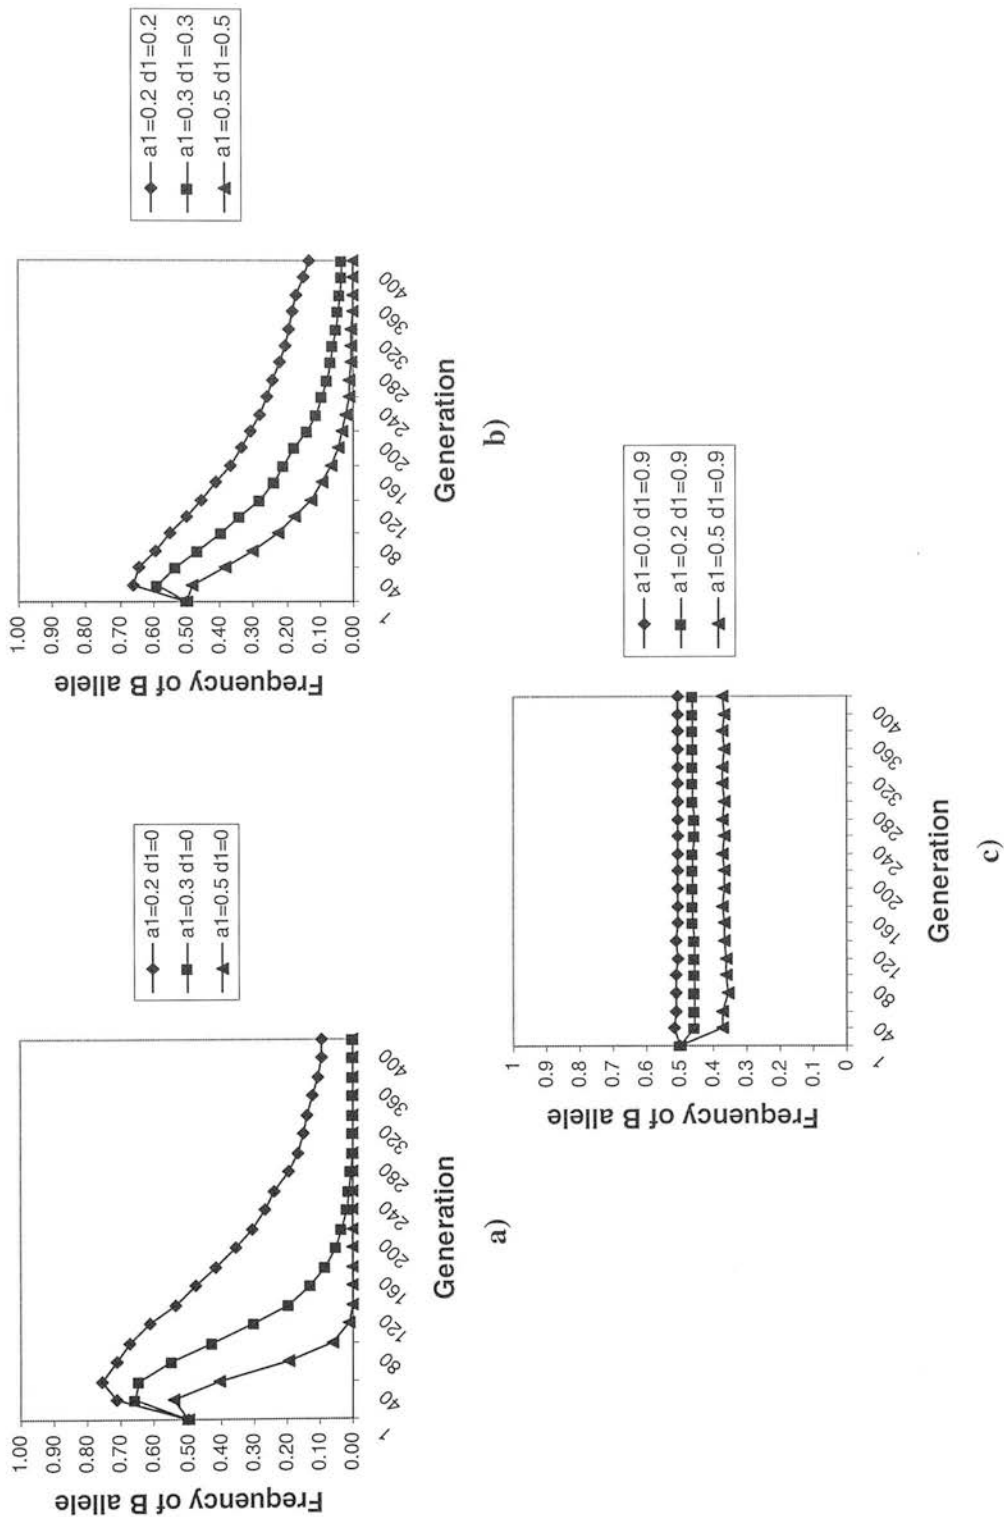 a1=0.2 d1=0
a1=0.3 d1=0
a1=0.5 d1=0
Frequency of B allele
1.00
0.90
0.80
0.70
0.60
0.50
0.40
0.30
0.20
0.10
0.00
1 40 80 120 160 200 240 280 320 360 400
Generation
a)
a1=0.2 d1=0.2
a1=0.3 d1=0.3
a1=0.5 d1=0.5
Frequency of B allele
1.00
0.90
0.80
0.70
0.60
0.50
0.40
0.30
0.20
0.10
0.00
1 40 80 120 160 200 240 280 320 360 400
Generation
b)
a1=0.0 d1=0.9
a1=0.2 d1=0.9
a1=0.5 d1=0.9
Frequency of B allele
1
0.9
0.8
0.7
0.6
0.5
0.4
0.3
0.2
0.1
0
1 40 80 120 160 200 240 280 320 360 400
Generation
c)